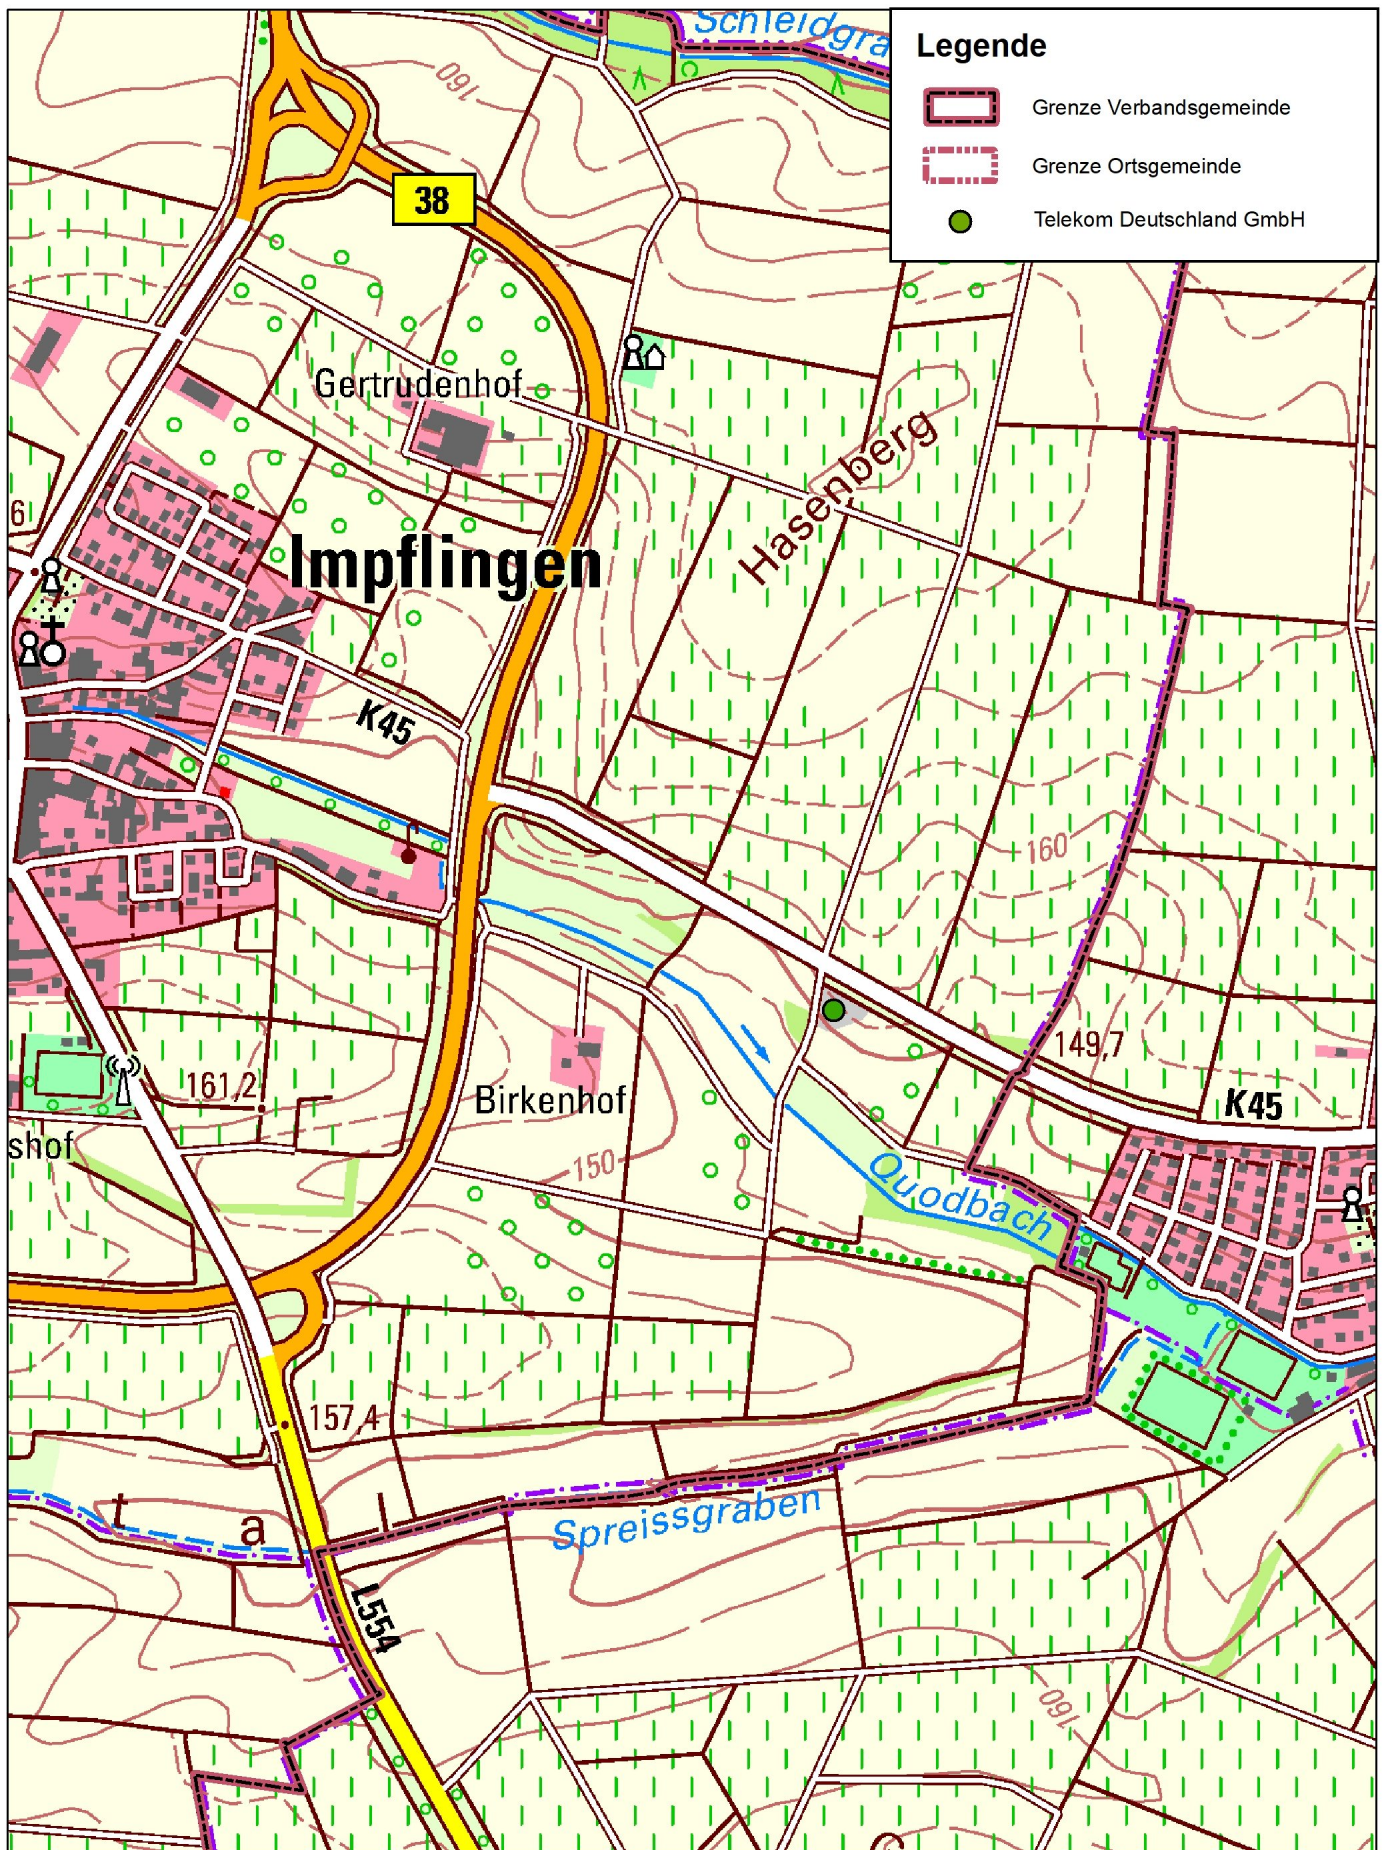 Schleidgra
Legende
Grenze Verbandsgemeinde
Grenze Ortsgemeinde
Telekom Deutschland GmbH
160
38
Gertrudenhof
Hasenberg
6
Impflingen
K45
160
149,7
161,2
K45
Birkenhof
shof
150
Quodbach
157,4
t
a
l
Spreissgraben
L554
160